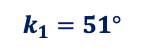 k₁ = 51°